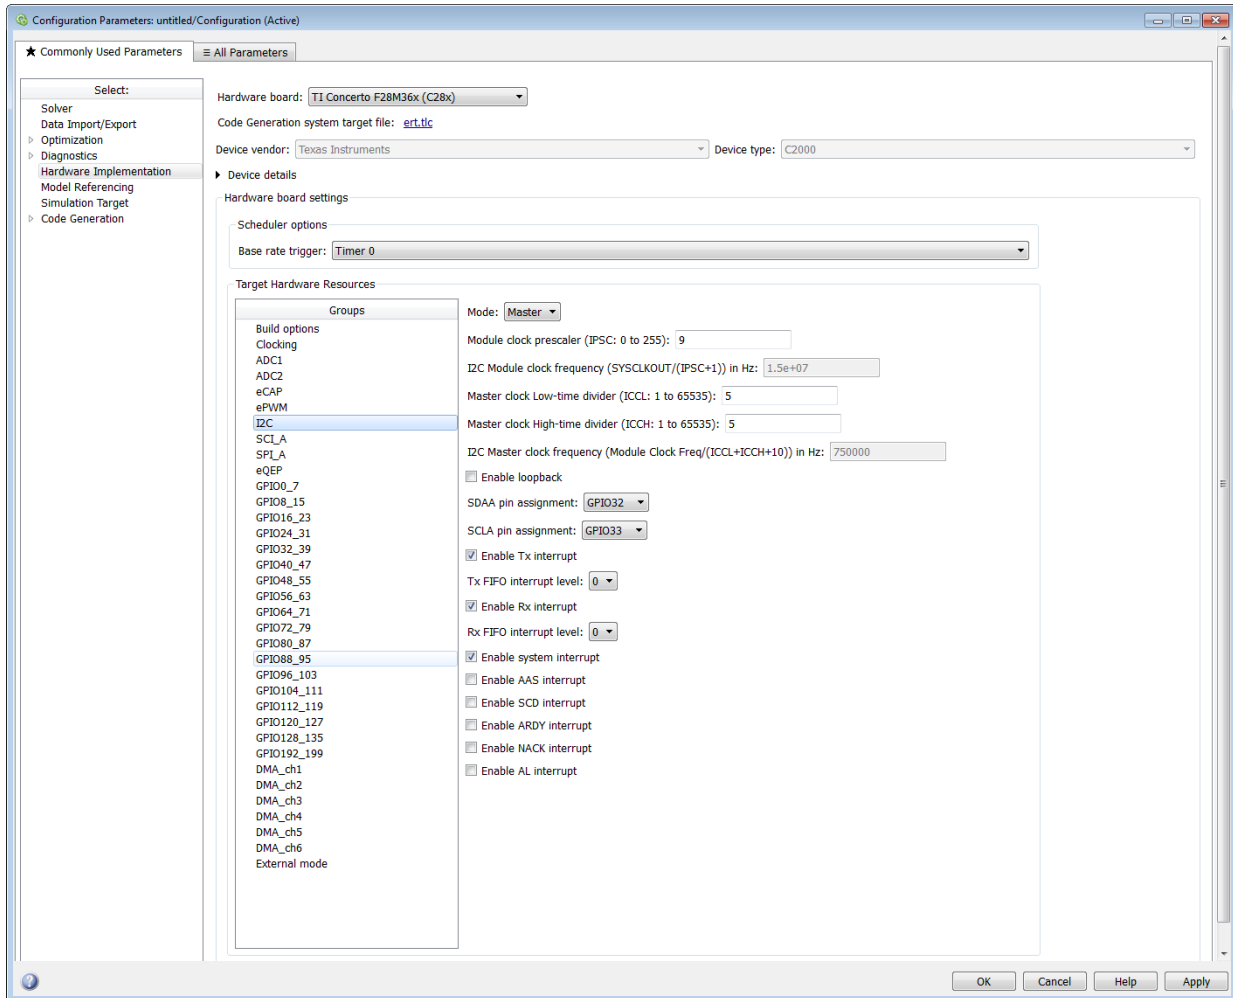 Configuration Parameters: untitled/Configuration (Active)
★ Commonly Used Parameters
≡ All Parameters
Select:
Solver
Data Import/Export
Optimization
Diagnostics
Hardware Implementation
Model Referencing
Simulation Target
Code Generation
Hardware board: TI Concerto F28M36x (C28x)
Code Generation system target file: ert.tlc
Device vendor: Texas Instruments Device type: C2000
Device details
Hardware board settings
Scheduler options
Base rate trigger: Timer 0
Target Hardware Resources
Groups
Build options
Clocking
ADC1
ADC2
eCAP
ePWM
I2C
SCI_A
SPI_A
eQEP
GPIO0_7
GPIO8_15
GPIO16_23
GPIO24_31
GPIO32_39
GPIO40_47
GPIO48_55
GPIO56_63
GPIO64_71
GPIO72_79
GPIO80_87
GPIO88_95
GPIO96_103
GPIO104_111
GPIO112_119
GPIO120_127
GPIO128_135
GPIO192_199
DMA_ch1
DMA_ch2
DMA_ch3
DMA_ch4
DMA_ch5
DMA_ch6
External mode
Mode: Master
Module clock prescaler (IPSC: 0 to 255): 9
I2C Module clock frequency (SYSCLKOUT/(IPSC+1)) in Hz: 1.5e+07
Master clock Low-time divider (ICCL: 1 to 65535): 5
Master clock High-time divider (ICCH: 1 to 65535): 5
I2C Master clock frequency (Module Clock Freq/(ICCL+ICCH+10)) in Hz: 750000
Enable loopback
SDAA pin assignment: GPIO32
SCLA pin assignment: GPIO33
Enable Tx interrupt
Tx FIFO interrupt level: 0
Enable Rx interrupt
Rx FIFO interrupt level: 0
Enable system interrupt
Enable AAS interrupt
Enable SCD interrupt
Enable ARDY interrupt
Enable NACK interrupt
Enable AL interrupt
OK Cancel Help Apply